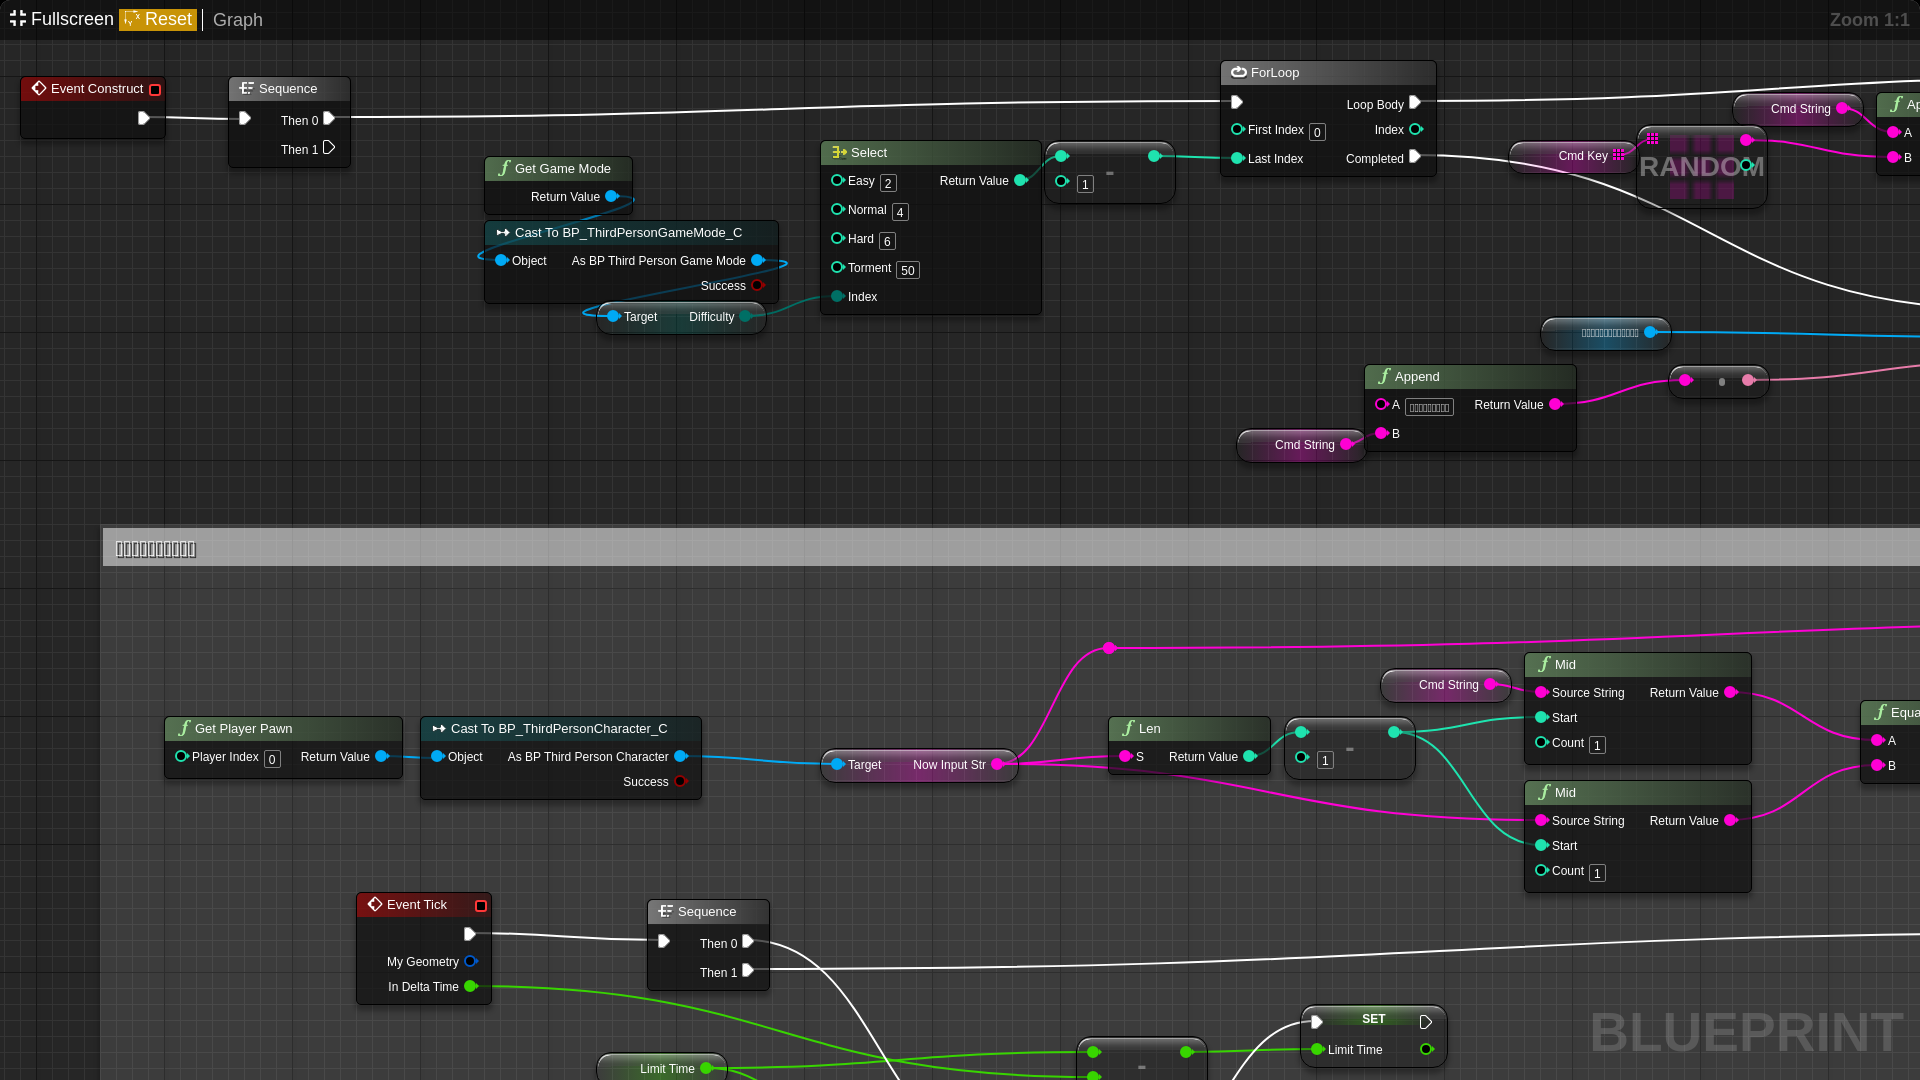 Fullscreen Reset Graph
Zoom 1:1
Event Construct
Sequence
Then 0
Then 1
Get Game Mode
Return Value
Cast To BP_ThirdPersonGameMode_C
Object As BP Third Person Game Mode
Success
Target Difficulty
Select
Easy 2 Return Value
Normal 4
Hard 6
Torment 50
Index
1 -
ForLoop
Loop Body
First Index 0 Index
Last Index Completed
Cmd String
Cmd Key
RANDOM
Ap
A
B
Append
A Return Value
B
Cmd String
Get Player Pawn
Player Index 0 Return Value
Cast To BP_ThirdPersonCharacter_C
Object As BP Third Person Character
Success
Target Now Input Str
Len
S Return Value
1 -
Cmd String
Mid
Source String Return Value
Start
Count 1
Mid
Source String Return Value
Start
Count 1
Equa
A
B
Event Tick
My Geometry
In Delta Time
Sequence
Then 0
Then 1
Limit Time
-
SET
Limit Time
BLUEPRINT